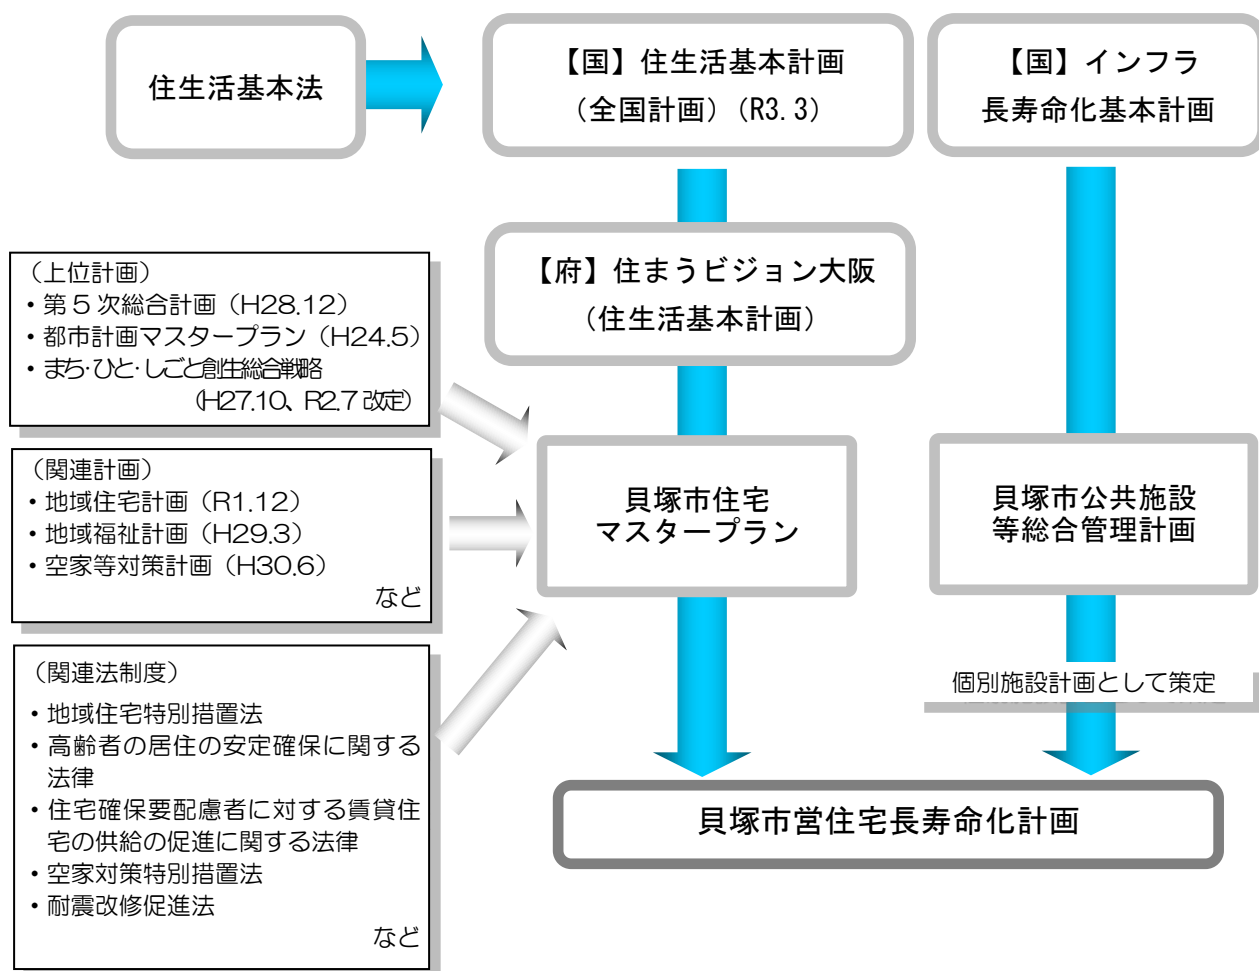 住生活基本法
【国】住生活基本計画
（全国計画）（R3.3）
【国】インフラ
長寿命化基本計画
【府】住まうビジョン大阪
（住生活基本計画）
（上位計画）
・第5次総合計画（H28.12）
・都市計画マスタープラン（H24.5）
・まち・ひと・しごと創生総合戦略
（H27.10、R2.7改定）
（関連計画）
・地域住宅計画（R1.12）
・地域福祉計画（H29.3）
・空家等対策計画（H30.6）
など
貝塚市住宅
マスタープラン
貝塚市公共施設
等総合管理計画
（関連法制度）
・地域住宅特別措置法
・高齢者の居住の安定確保に関する
法律
・住宅確保要配慮者に対する賃貸住
宅の供給の促進に関する法律
・空家対策特別措置法
・耐震改修促進法
など
個別施設計画として策定
貝塚市営住宅長寿命化計画